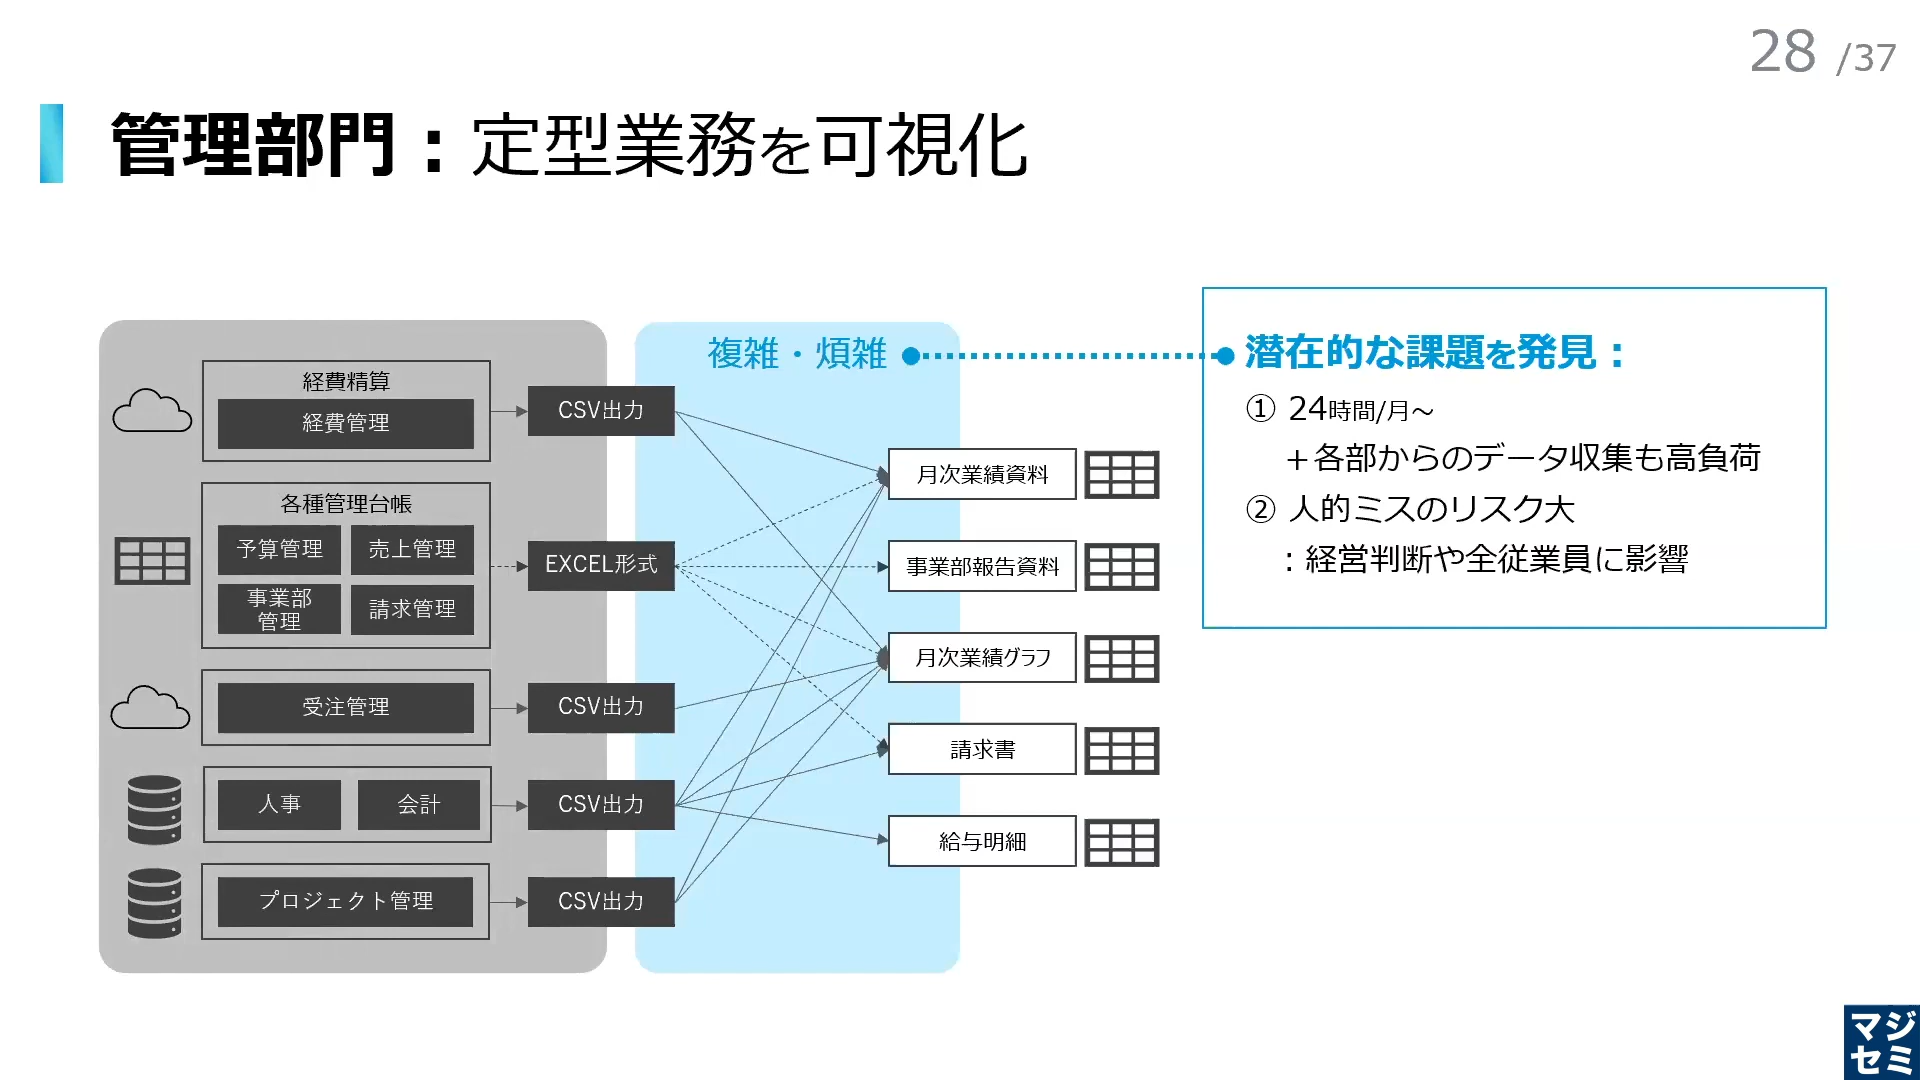 28 /37
管理部門：定型業務を可視化
経費精算
経費管理
CSV出力
各種管理台帳
予算管理
売上管理
事業部
管理
請求管理
EXCEL形式
受注管理
CSV出力
人事
会計
CSV出力
プロジェクト管理
CSV出力
複雑・煩雑
月次業績資料
事業部報告資料
月次業績グラフ
請求書
給与明細
潜在的な課題を発見：
① 24時間/月～
＋各部からのデータ収集も高負荷
② 人的ミスのリスク大
：経営判断や全従業員に影響
マジ
セミ